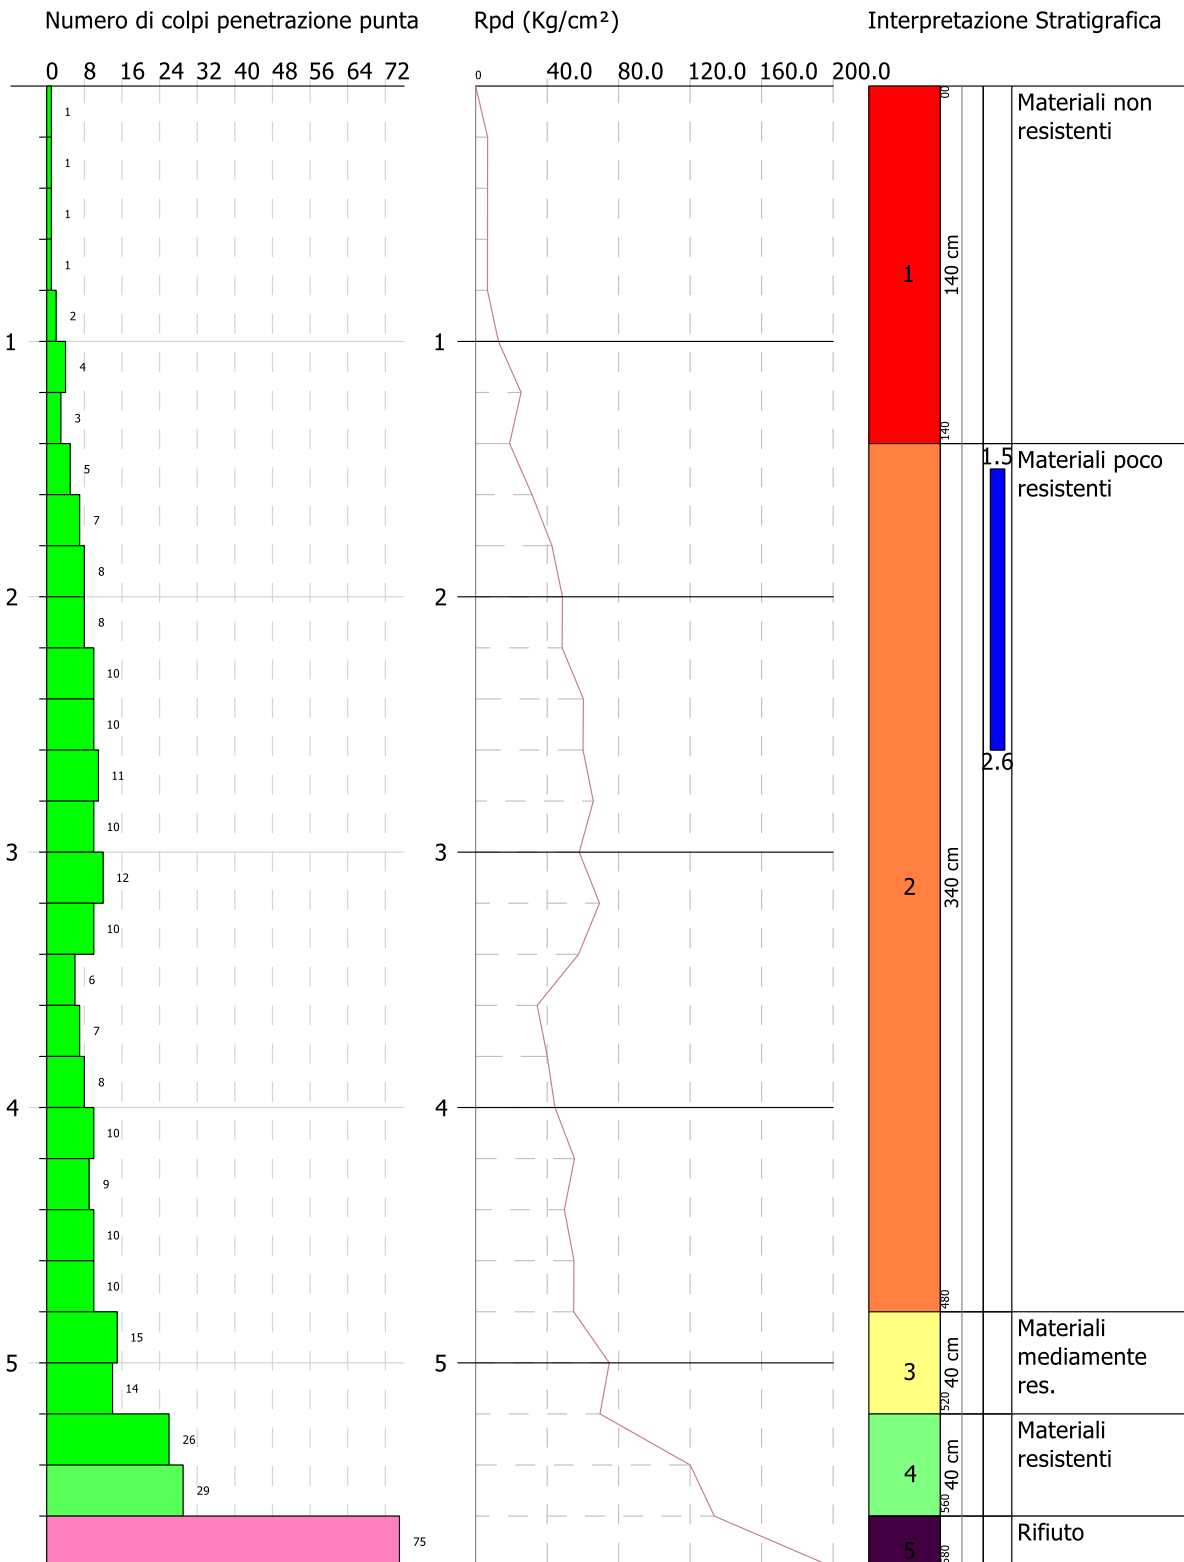 Numero di colpi penetrazione punta
Rpd (Kg/cm²)
Interpretazione Stratigrafica
0 8 16 24 32 40 48 56 64 72
0 40.0 80.0 120.0 160.0 200.0
00
Materiali non
resistenti
1
1
1
1
2
1
1
4
3
1
140 cm
140
5
7
8
2
2
8
10
10
11
10
3
3
12
10
6
7
8
4
4
10
9
10
10
1.5
2.6
Materiali poco
resistenti
2
340 cm
480
15
5
5
14
3
40 cm
520
Materiali
mediamente
res.
26
29
4
40 cm
560
Materiali
resistenti
75
5
580
Rifiuto